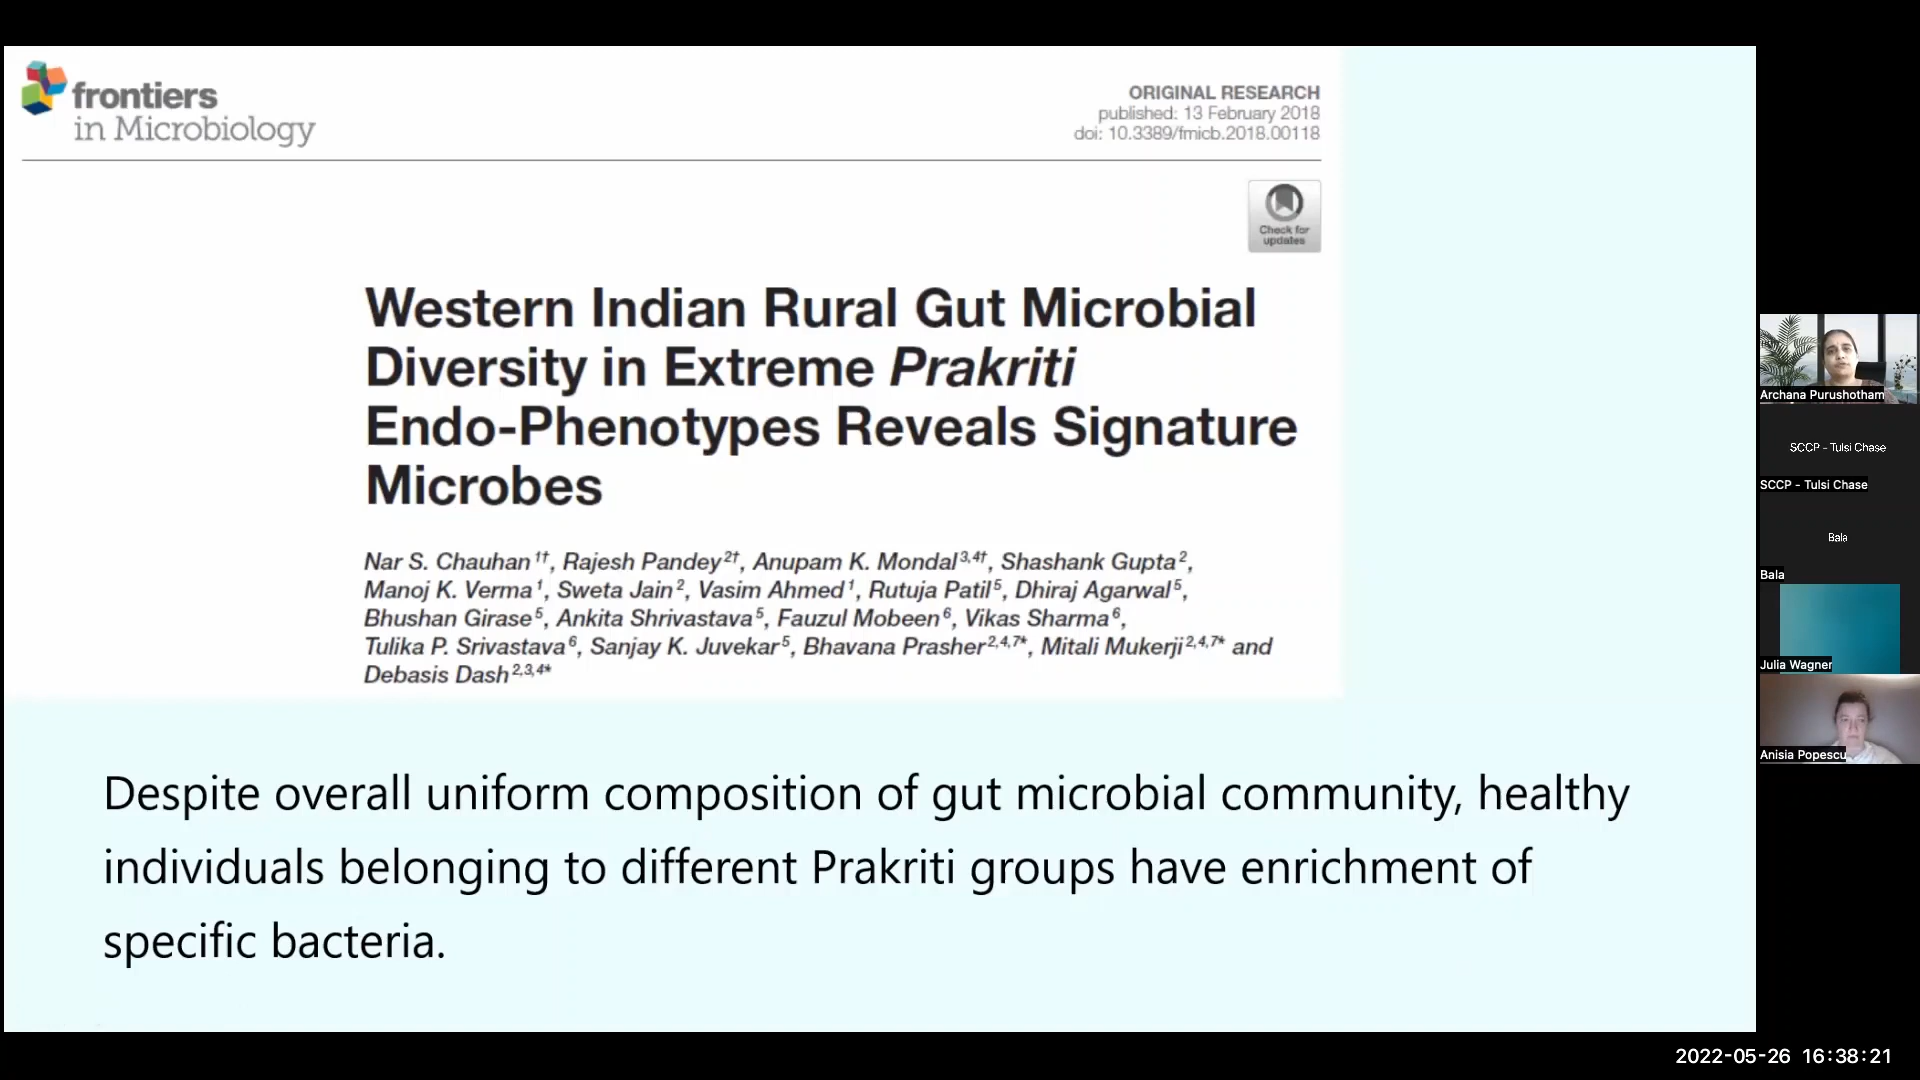 frontiers
in Microbiology
ORIGINAL RESEARCH
published: 13 February 2018
doi: 10.3389/fmicb.2018.00118
Check for
updates
Western Indian Rural Gut Microbial
Diversity in Extreme Prakriti
Endo-Phenotypes Reveals Signature
Microbes
Nar S. Chauhan1†, Rajesh Pandey2†, Anupam K. Mondal3,4†, Shashank Gupta2,
Manoj K. Verma1, Sweta Jain2, Vasim Ahmed1, Rutuja Patil5, Dhiraj Agarwal5,
Bhushan Girase5, Ankita Shrivastava5, Fauzul Mobeen6, Vikas Sharma6,
Tulika P. Srivastava6, Sanjay K. Juvekar5, Bhavana Prasher2,4,7*, Mitali Mukerji2,4,7* and
Debasis Dash2,3,4*
Despite overall uniform composition of gut microbial community, healthy
individuals belonging to different Prakriti groups have enrichment of
specific bacteria.
Archana Purushotham
SCCP - Tulsi Chase
SCCP - Tulsi Chase
Bala
Bala
Julia Wagner
Anisia Popescu
2022-05-26 16:38:21